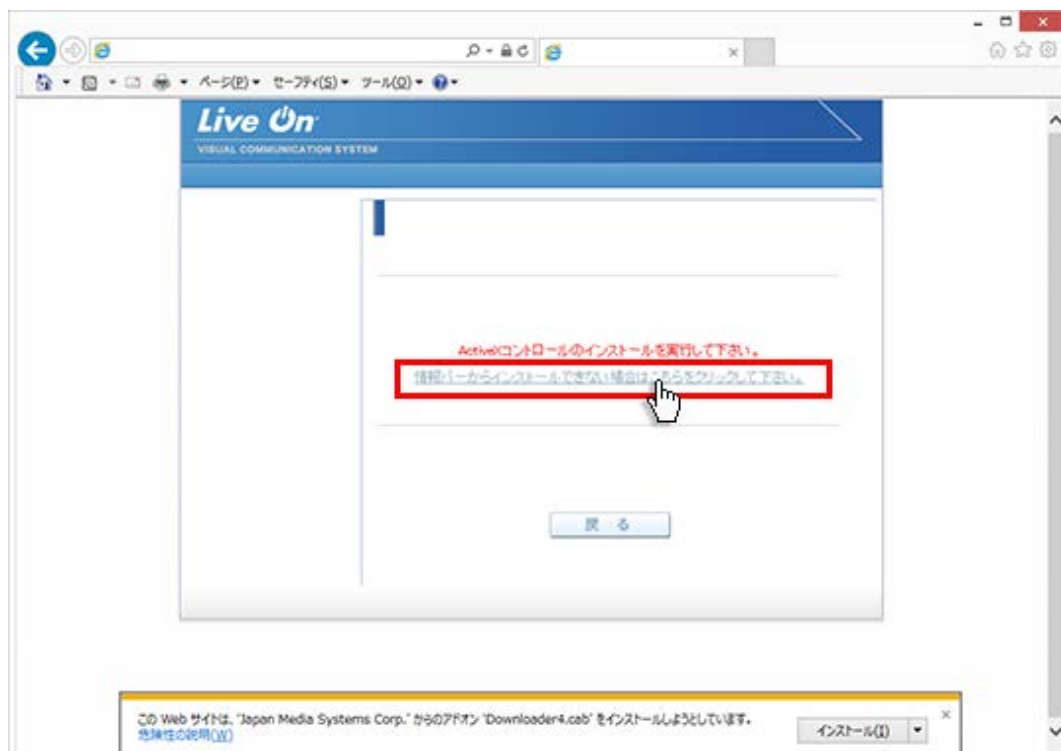 ページ(P) セーフティ(S) ツール(O)
Live On
VISUAL COMMUNICATION SYSTEM
ActiveXコントロールのインストールを実行して下さい。
情報バーからインストールできない場合はこちらをクリックして下さい。
戻 る
この Web サイトは、'Japan Media Systems Corp.' からのアドオン 'Downloader4.cab' をインストールしようとしています。
危険性の説明(W)
インストール(I)